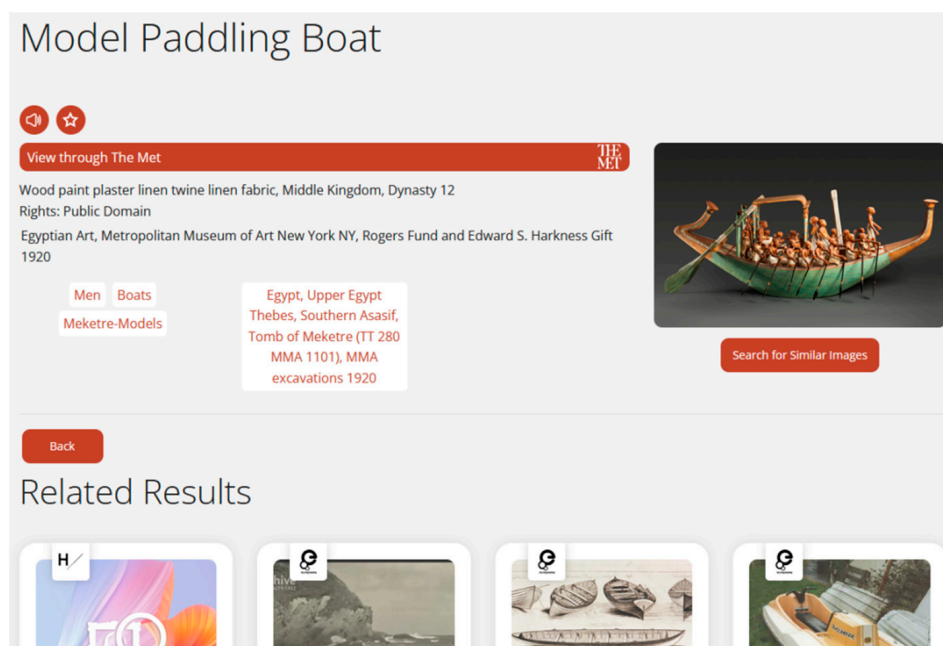 Model Paddling Boat
View through The Met
THE
MET
Wood paint plaster linen twine linen fabric, Middle Kingdom, Dynasty 12
Rights: Public Domain
Egyptian Art, Metropolitan Museum of Art New York NY, Rogers Fund and Edward S. Harkness Gift
1920
Men Boats
Meketre-Models
Egypt, Upper Egypt
Thebes, Southern Asasif,
Tomb of Meketre (TT 280
MMA 1101), MMA
excavations 1920
Search for Similar Images
Back
Related Results
H/